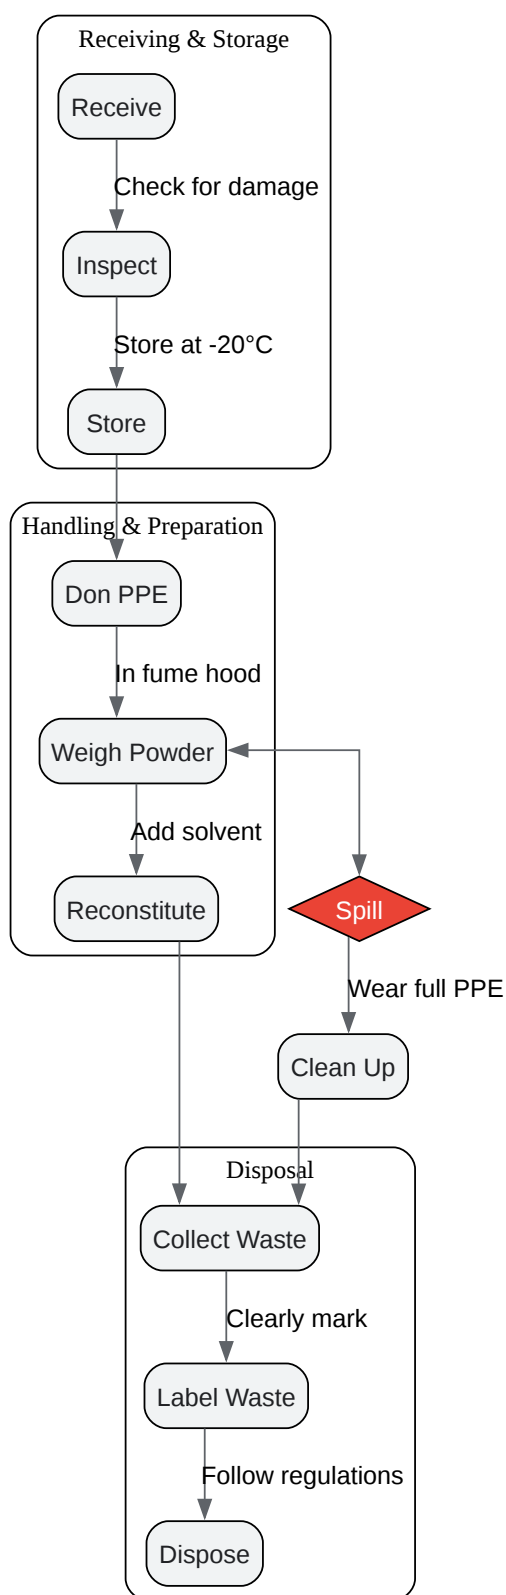 Receiving & Storage
Receive
Check for damage
Inspect
Store at -20°C
Store
Handling & Preparation
Don PPE
In fume hood
Weigh Powder
Add solvent
Reconstitute
Spill
Wear full PPE
Clean Up
Disposal
Collect Waste
Clearly mark
Label Waste
Follow regulations
Dispose